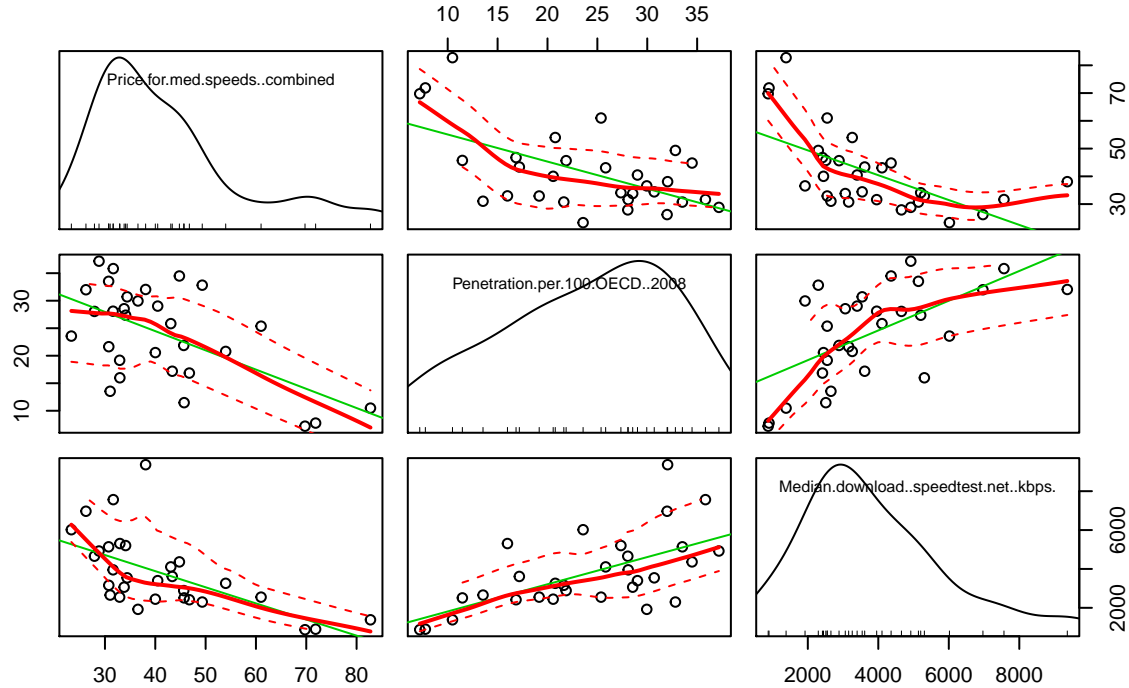 10 15 20 25 30 35
Price.for.med.speeds..combined
30 50 70
10 20 30
Penetration.per.100.OECD..2008
Median.download..speedtest.net..kbps.
2000 6000
30 40 50 60 70 80
2000 4000 6000 8000